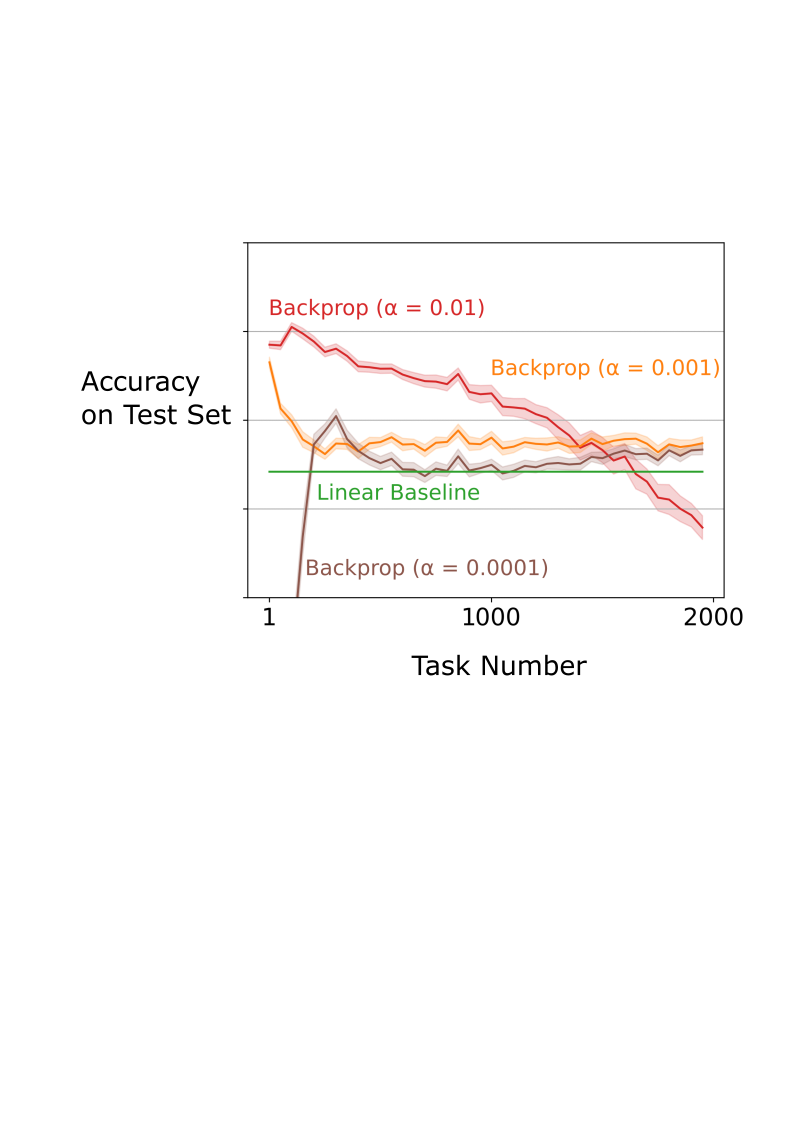 Backprop (α = 0.01)
Backprop (α = 0.001)
Accuracy
on Test Set
Linear Baseline
Backprop (α = 0.0001)
1
1000
2000
Task Number